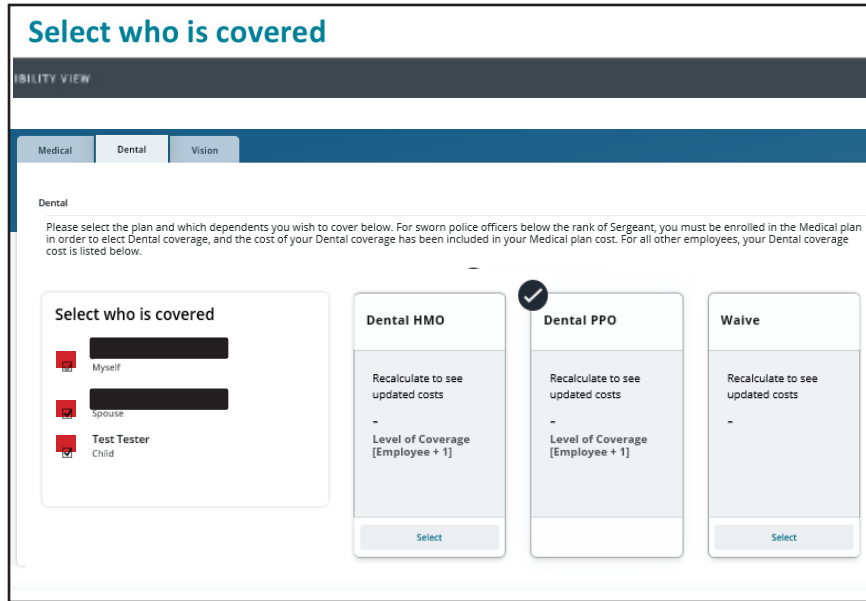 Select who is covered
IBILITY VIEW
Medical
Dental
Vision
Dental
Please select the plan and which dependents you wish to cover below. For sworn police officers below the rank of Sergeant, you must be enrolled in the Medical plan
in order to elect Dental coverage, and the cost of your Dental coverage has been included in your Medical plan cost. For all other employees, your Dental coverage
cost is listed below.
Select who is covered
Myself
Spouse
Test Tester
Child
Dental HMO
Recalculate to see
updated costs
-
Level of Coverage
[Employee + 1]
Select
Dental PPO
Recalculate to see
updated costs
-
Level of Coverage
[Employee + 1]
Waive
Recalculate to see
updated costs
-
Select